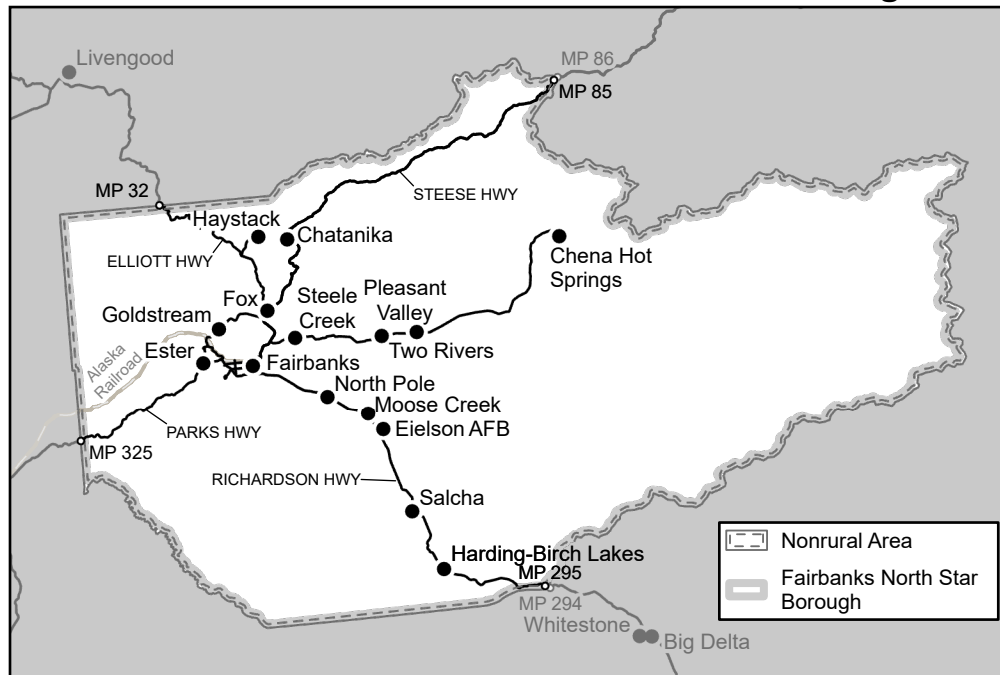 Livengood
MP 86
MP 85
MP 32
STEESE HWY
Haystack
Chatanika
ELLIOTT HWY
Chena Hot
Springs
Fox
Steele
Creek
Pleasant
Valley
Goldstream
Two Rivers
Ester
Fairbanks
Alaska
Railroad
North Pole
Moose Creek
Eielson AFB
PARKS HWY
MP 325
RICHARDSON HWY
Salcha
Harding-Birch Lakes
MP 295
MP 294
Whitestone
Big Delta
Nonrural Area
Fairbanks North Star
Borough